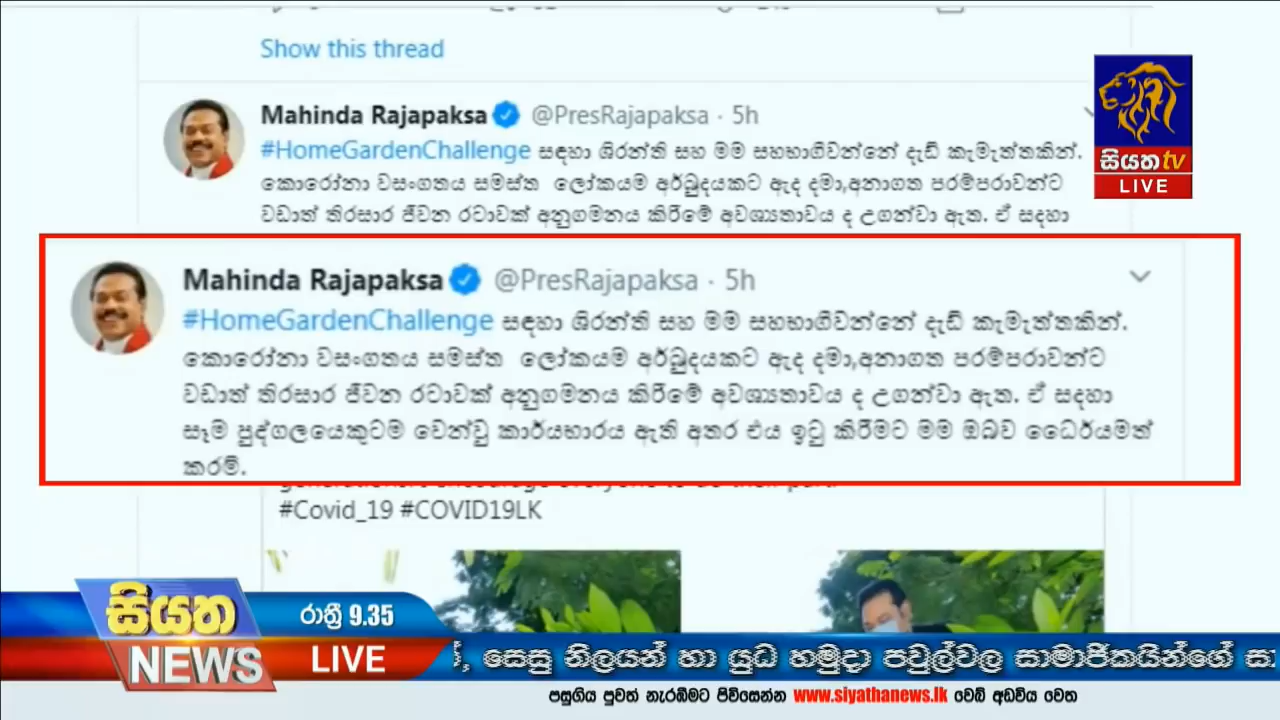 Show this thread
Mahinda Rajapaksa @PresRajapaksa · 5h
#HomeGardenChallenge සඳහා ශිරන්ති සහ මම සහභාගීවන්නේ දැඩි කැමැත්තකින්.
කොරෝනා වසංගතය සමස්ත ලෝකයම අර්බුදයකට ඇද දමා,අනාගත පරම්පරාවන්ට
වඩාත් තිරසාර ජීවන රටාවක් අනුගමනය කිරීමේ අවශ්‍යතාවය ද උගන්වා ඇත. ඒ සඳහා
සියත tv
LIVE
Mahinda Rajapaksa @PresRajapaksa · 5h
#HomeGardenChallenge සඳහා ශිරන්ති සහ මම සහභාගීවන්නේ දැඩි කැමැත්තකින්.
කොරෝනා වසංගතය සමස්ත ලෝකයම අර්බුදයකට ඇද දමා,අනාගත පරම්පරාවන්ට
වඩාත් තිරසාර ජීවන රටාවක් අනුගමනය කිරීමේ අවශ්‍යතාවය ද උගන්වා ඇත. ඒ සඳහා
සෑම පුද්ගලයෙකුටම වෙන්වු කාර්යභාරය ඇති අතර එය ඉටු කිරීමට මම ඔබව ධෛර්යමත්
කරමි.
#Covid_19 #COVID19LK
සියත
NEWS
රාත්‍රී 9.35
LIVE
සෙසු නිලයන් හා යුධ හමුදා පවුල්වල සාමාජිකයින්ගේ
පසුගිය පුවත් නැරඹීමට පිවිසෙන්න www.siyathanews.lk වෙබ් අඩවිය වෙත